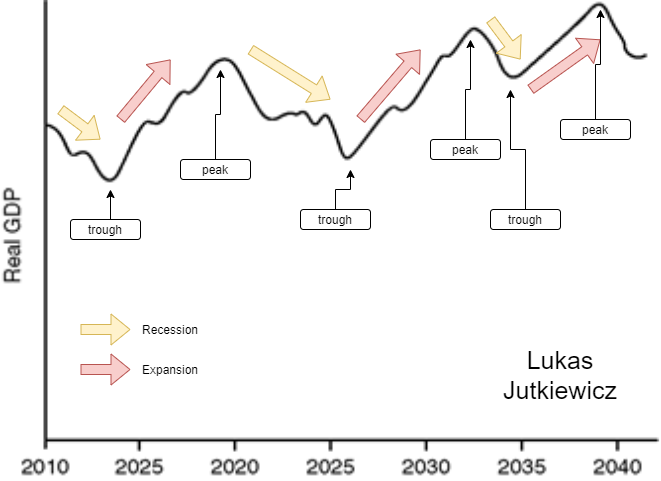 peak
peak
peak
trough
trough
trough
Real GDP
Recession
Expansion
Lukas
Jutkiewicz
2010 2025 2020 2025 2030 2035 2040